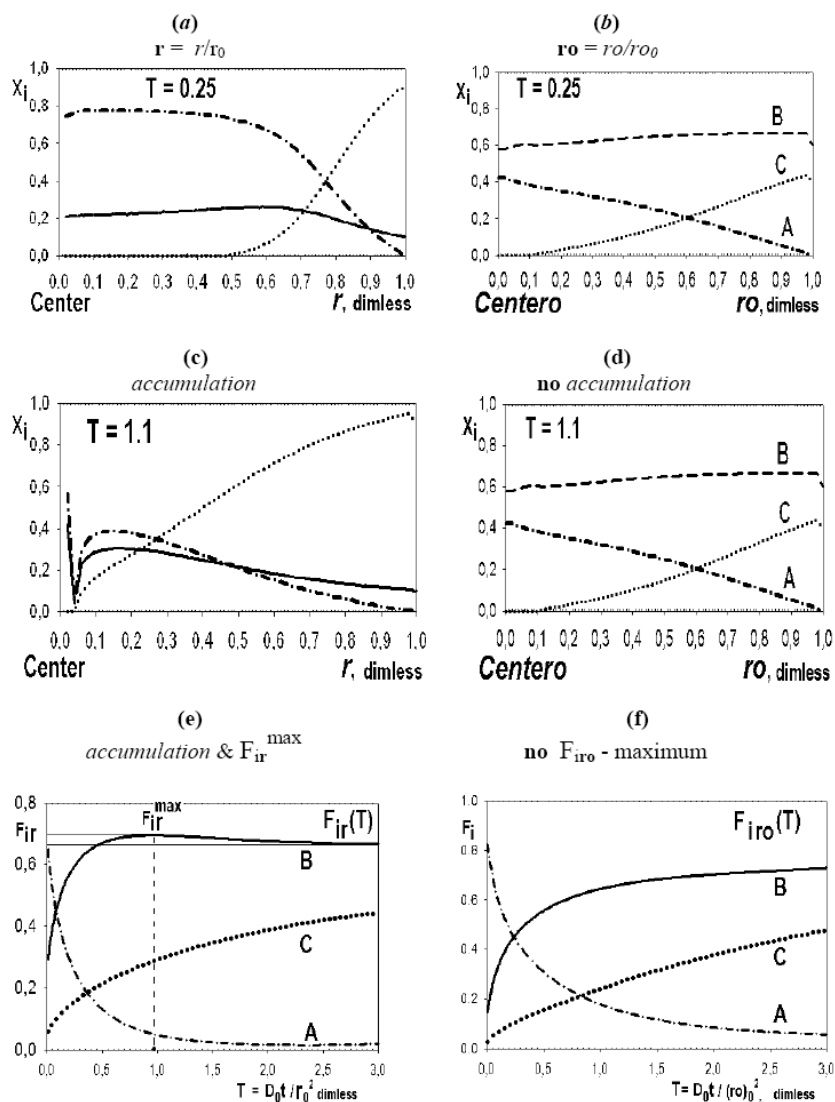 (a)
r = r/r₀
(b)
ro = ro/ro₀
1,0
0,8
0,6
0,4
0,2
0,0
Xi
T = 0.25
0.0 0,1 0,2 0,3 0,4 0,5 0,6 0,7 0,8 0,9 1.0
Center
r, dimless
1,0
0,8
0,6
0,4
0,2
0,0
Xi
T = 0.25
B
C
A
0.0 0,1 0,2 0,3 0,4 0,5 0,6 0,7 0,8 0,9 1,0
Centero
ro, dimless
(c)
accumulation
(d)
no accumulation
1,0
0,8
0,6
0,4
0,2
0,0
Xi
T = 1.1
0.0 0,1 0,2 0,3 0,4 0,5 0,6 0,7 0,8 0,9 1.0
Center
r, dimless
1,0
0,8
0,6
0,4
0,2
0,0
Xi
T = 1.1
B
C
A
0.0 0,1 0,2 0,3 0,4 0,5 0,6 0,7 0,8 0,9 1,0
Centero
ro, dimless
(e)
accumulation & Fir max
(f)
no Firo - maximum
0,8
Fir
0,6
0,4
0,2
0,0
Fir max
Fir(T)
B
C
A
0,0 0,5 1,0 1,5 2,0 2,5 3,0
T = D₀t / r₀² dimless
1.0
Fi
0.8
0.6
0.4
0.2
0.0
Firo(T)
B
C
A
0,0 0,5 1,0 1,5 2,0 2,5 3,0
T= D₀t / (ro)₀², dimless